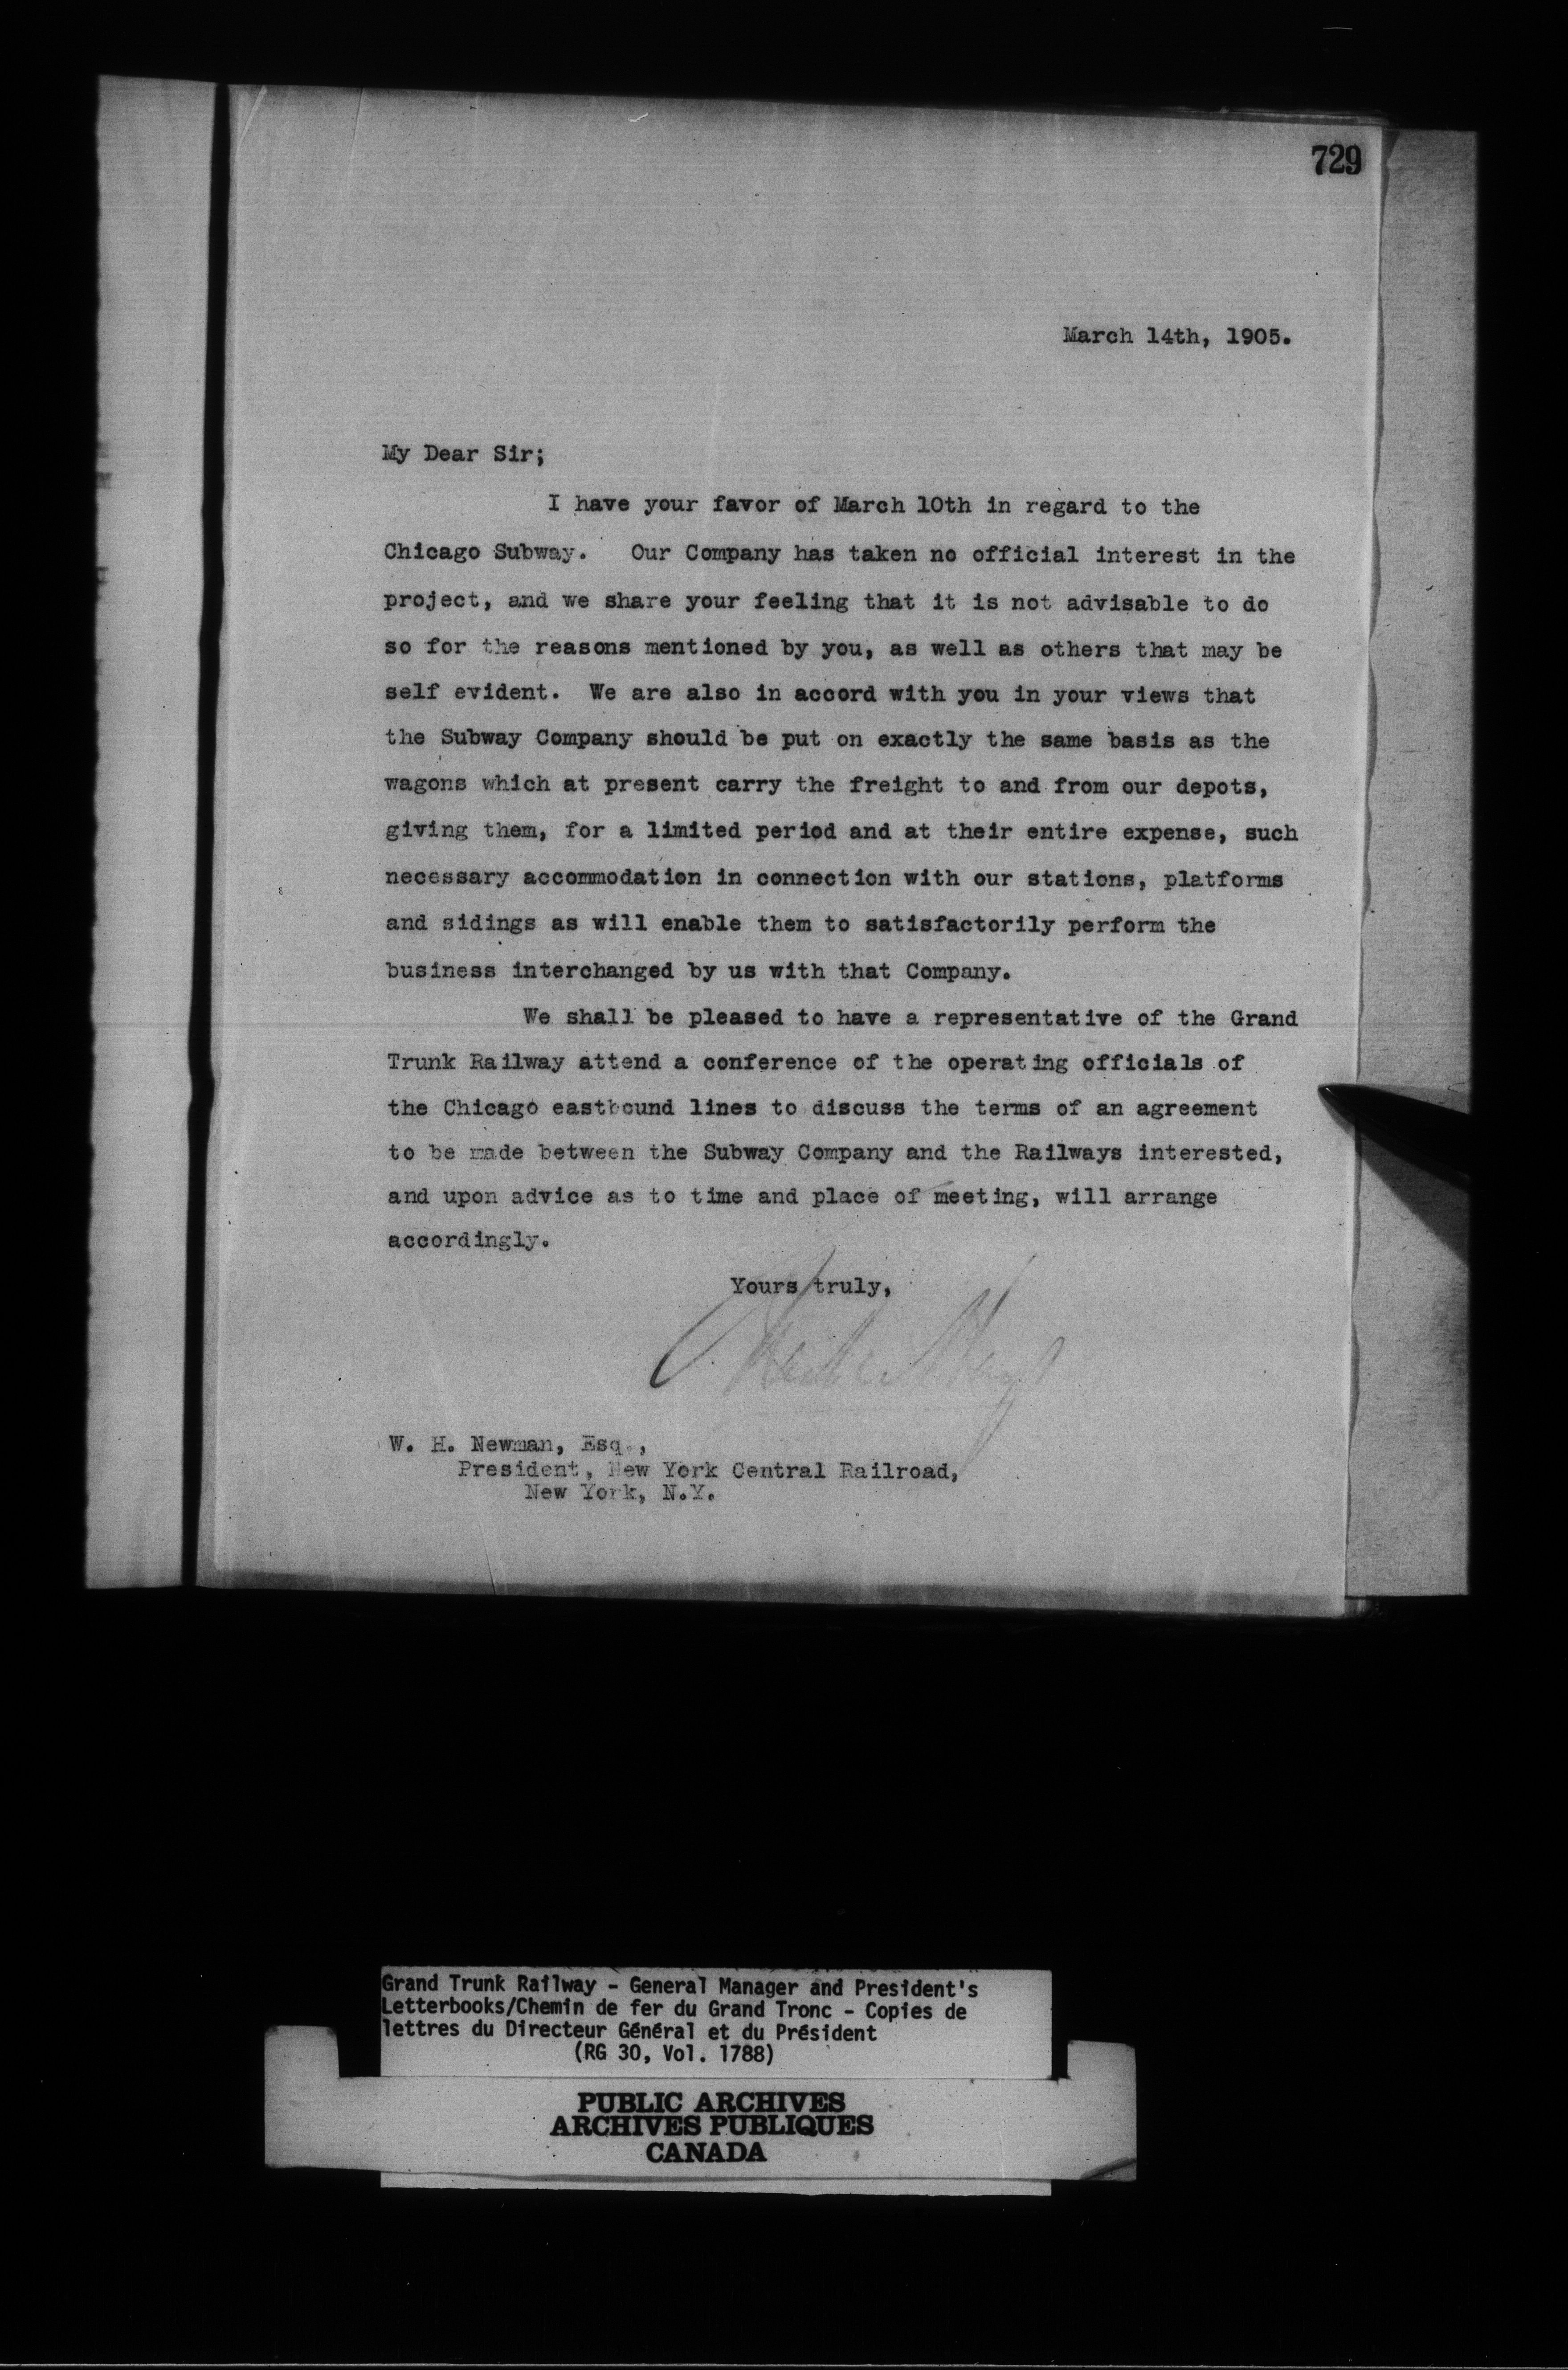 729
March 14th, 1905.
My Dear Sir;
I have your favor of March 10th in regard to the
Chicago Subway. Our Company has taken no official interest in the
project, and we share your feeling that it is not advisable to do
so for the reasons mentioned by you, as well as others that may be
self evident. We are also in accord with you in your views that
the Subway Company should be put on exactly the same basis as the
wagons which at present carry the freight to and from our depots,
giving them, for a limited period and at their entire expense, such
necessary accommodation in connection with our stations, platforms
and sidings as will enable them to satisfactorily perform the
business interchanged by us with that Company.
We shall be pleased to have a representative of the Grand
Trunk Railway attend a conference of the operating officials of
the Chicago eastbound lines to discuss the terms of an agreement
to be made between the Subway Company and the Railways interested,
and upon advice as to time and place of meeting, will arrange
accordingly.
Yours truly,
W. H. Newman, Esq.,
President, New York Central Railroad,
New York, N.Y.
Grand Trunk Railway - General Manager and President's
Letterbooks/Chemin de fer du Grand Tronc - Copies de
lettres du Directeur Général et du Président
(RG 30, Vol. 1788)
PUBLIC ARCHIVES
ARCHIVES PUBLIQUES
CANADA